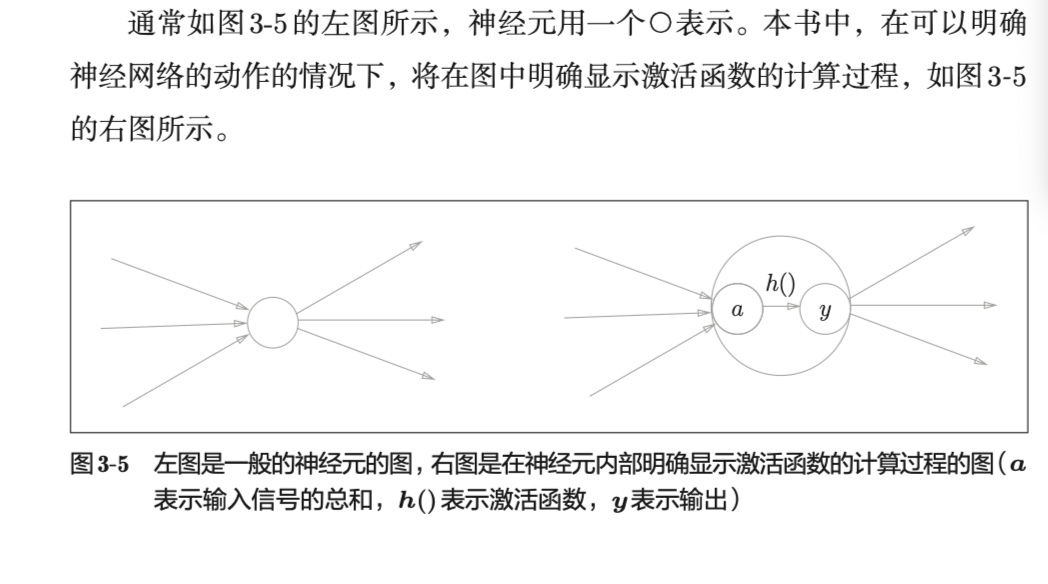 通常如图3-5的左图所示，神经元用一个○表示。本书中，在可以明确
神经网络的动作的情况下，将在图中明确显示激活函数的计算过程，如图3-5
的右图所示。
h()
a
y
图3-5 左图是一般的神经元的图，右图是在神经元内部明确显示激活函数的计算过程的图（a
表示输入信号的总和，h()表示激活函数，y表示输出）